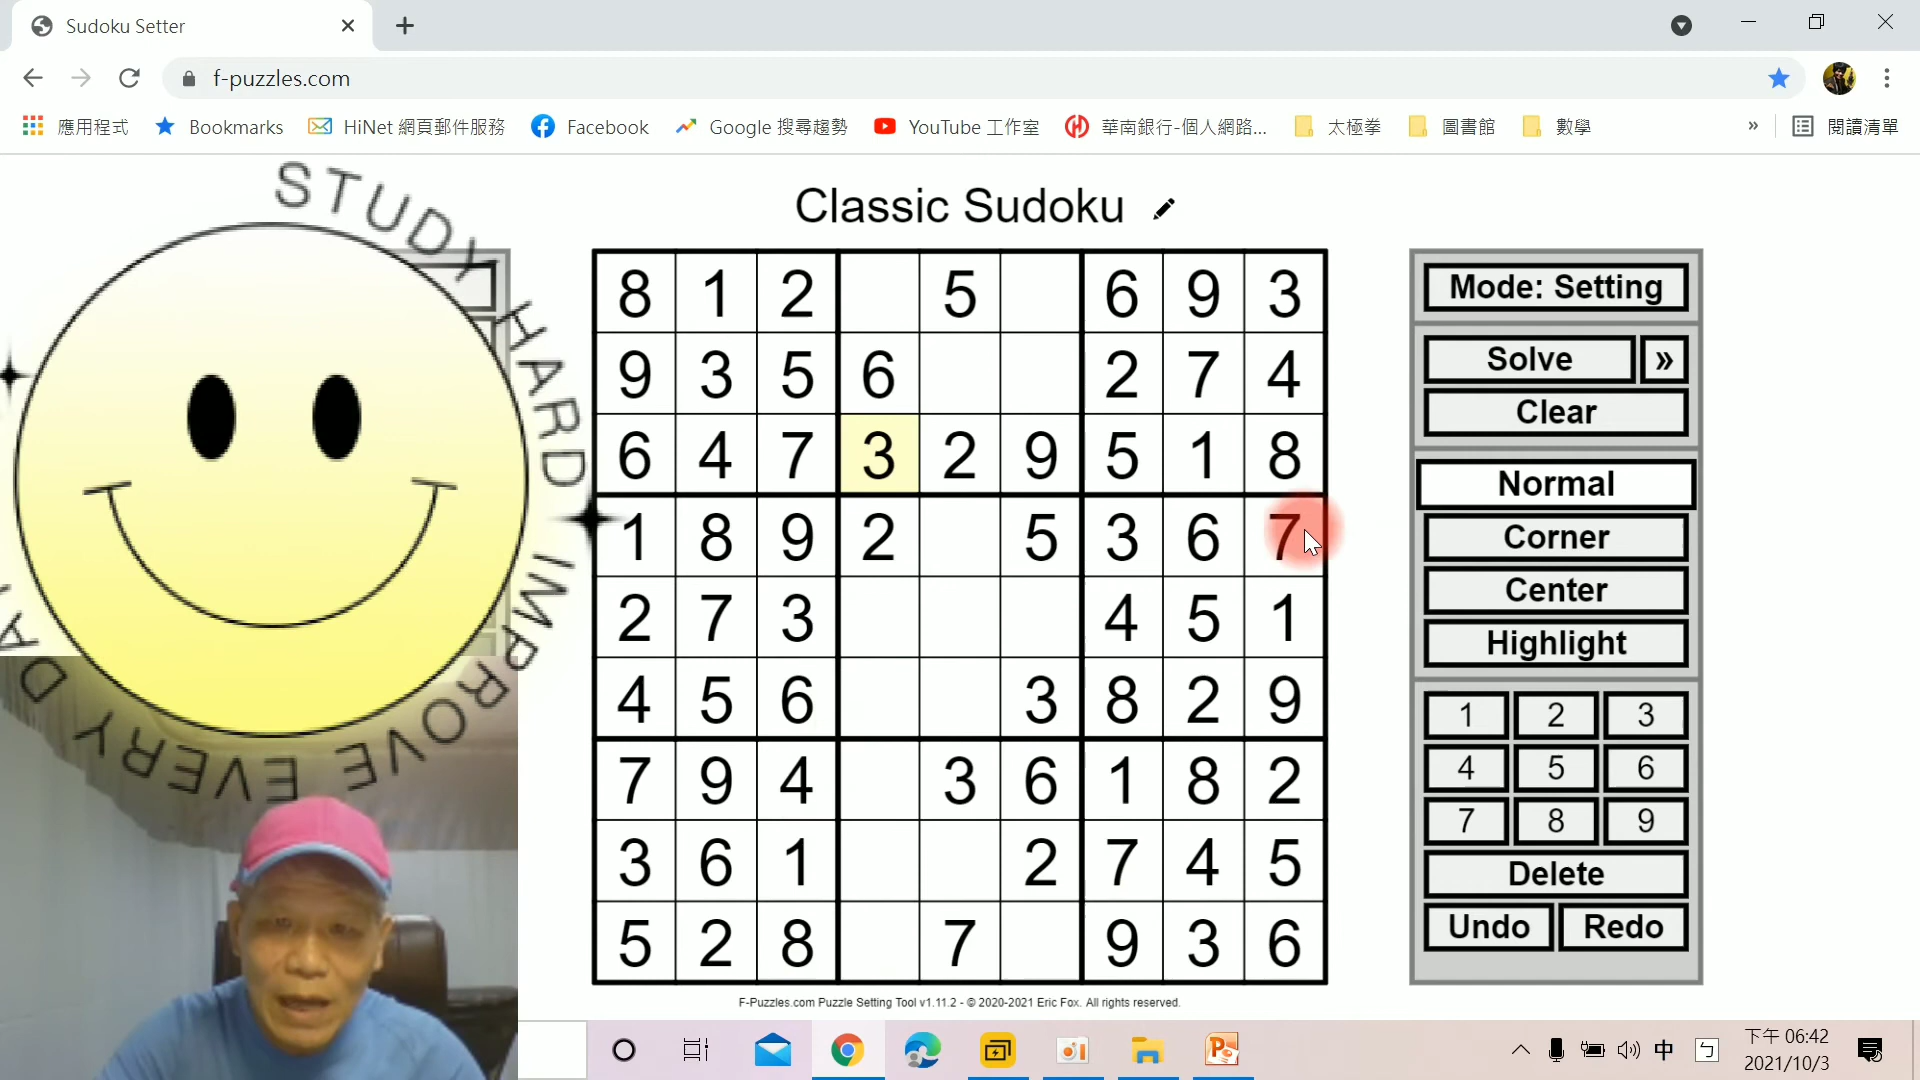 Sudoku Setter
f-puzzles.com
應用程式 Bookmarks HiNet 網頁郵件服務 Facebook Google 搜尋趨勢 YouTube 工作室 華南銀行-個人網路... 太極拳 圖書館 數學 » 閱讀清單
STUDY HARD IMPROVE EVERY DA
Classic Sudoku
8 1 2 5 6 9 3
9 3 5 6 2 7 4
6 4 7 3 2 9 5 1 8
1 8 9 2 5 3 6 7
2 7 3 4 5 1
4 5 6 3 8 2 9
7 9 4 3 6 1 8 2
3 6 1 2 7 4 5
5 2 8 7 9 3 6
F-Puzzles.com Puzzle Setting Tool v1.11.2 - © 2020-2021 Eric Fox. All rights reserved.
Mode: Setting
Solve »
Clear
Normal
Corner
Center
Highlight
1 2 3
4 5 6
7 8 9
Delete
Undo Redo
中 ㄅ
下午 06:42
2021/10/3